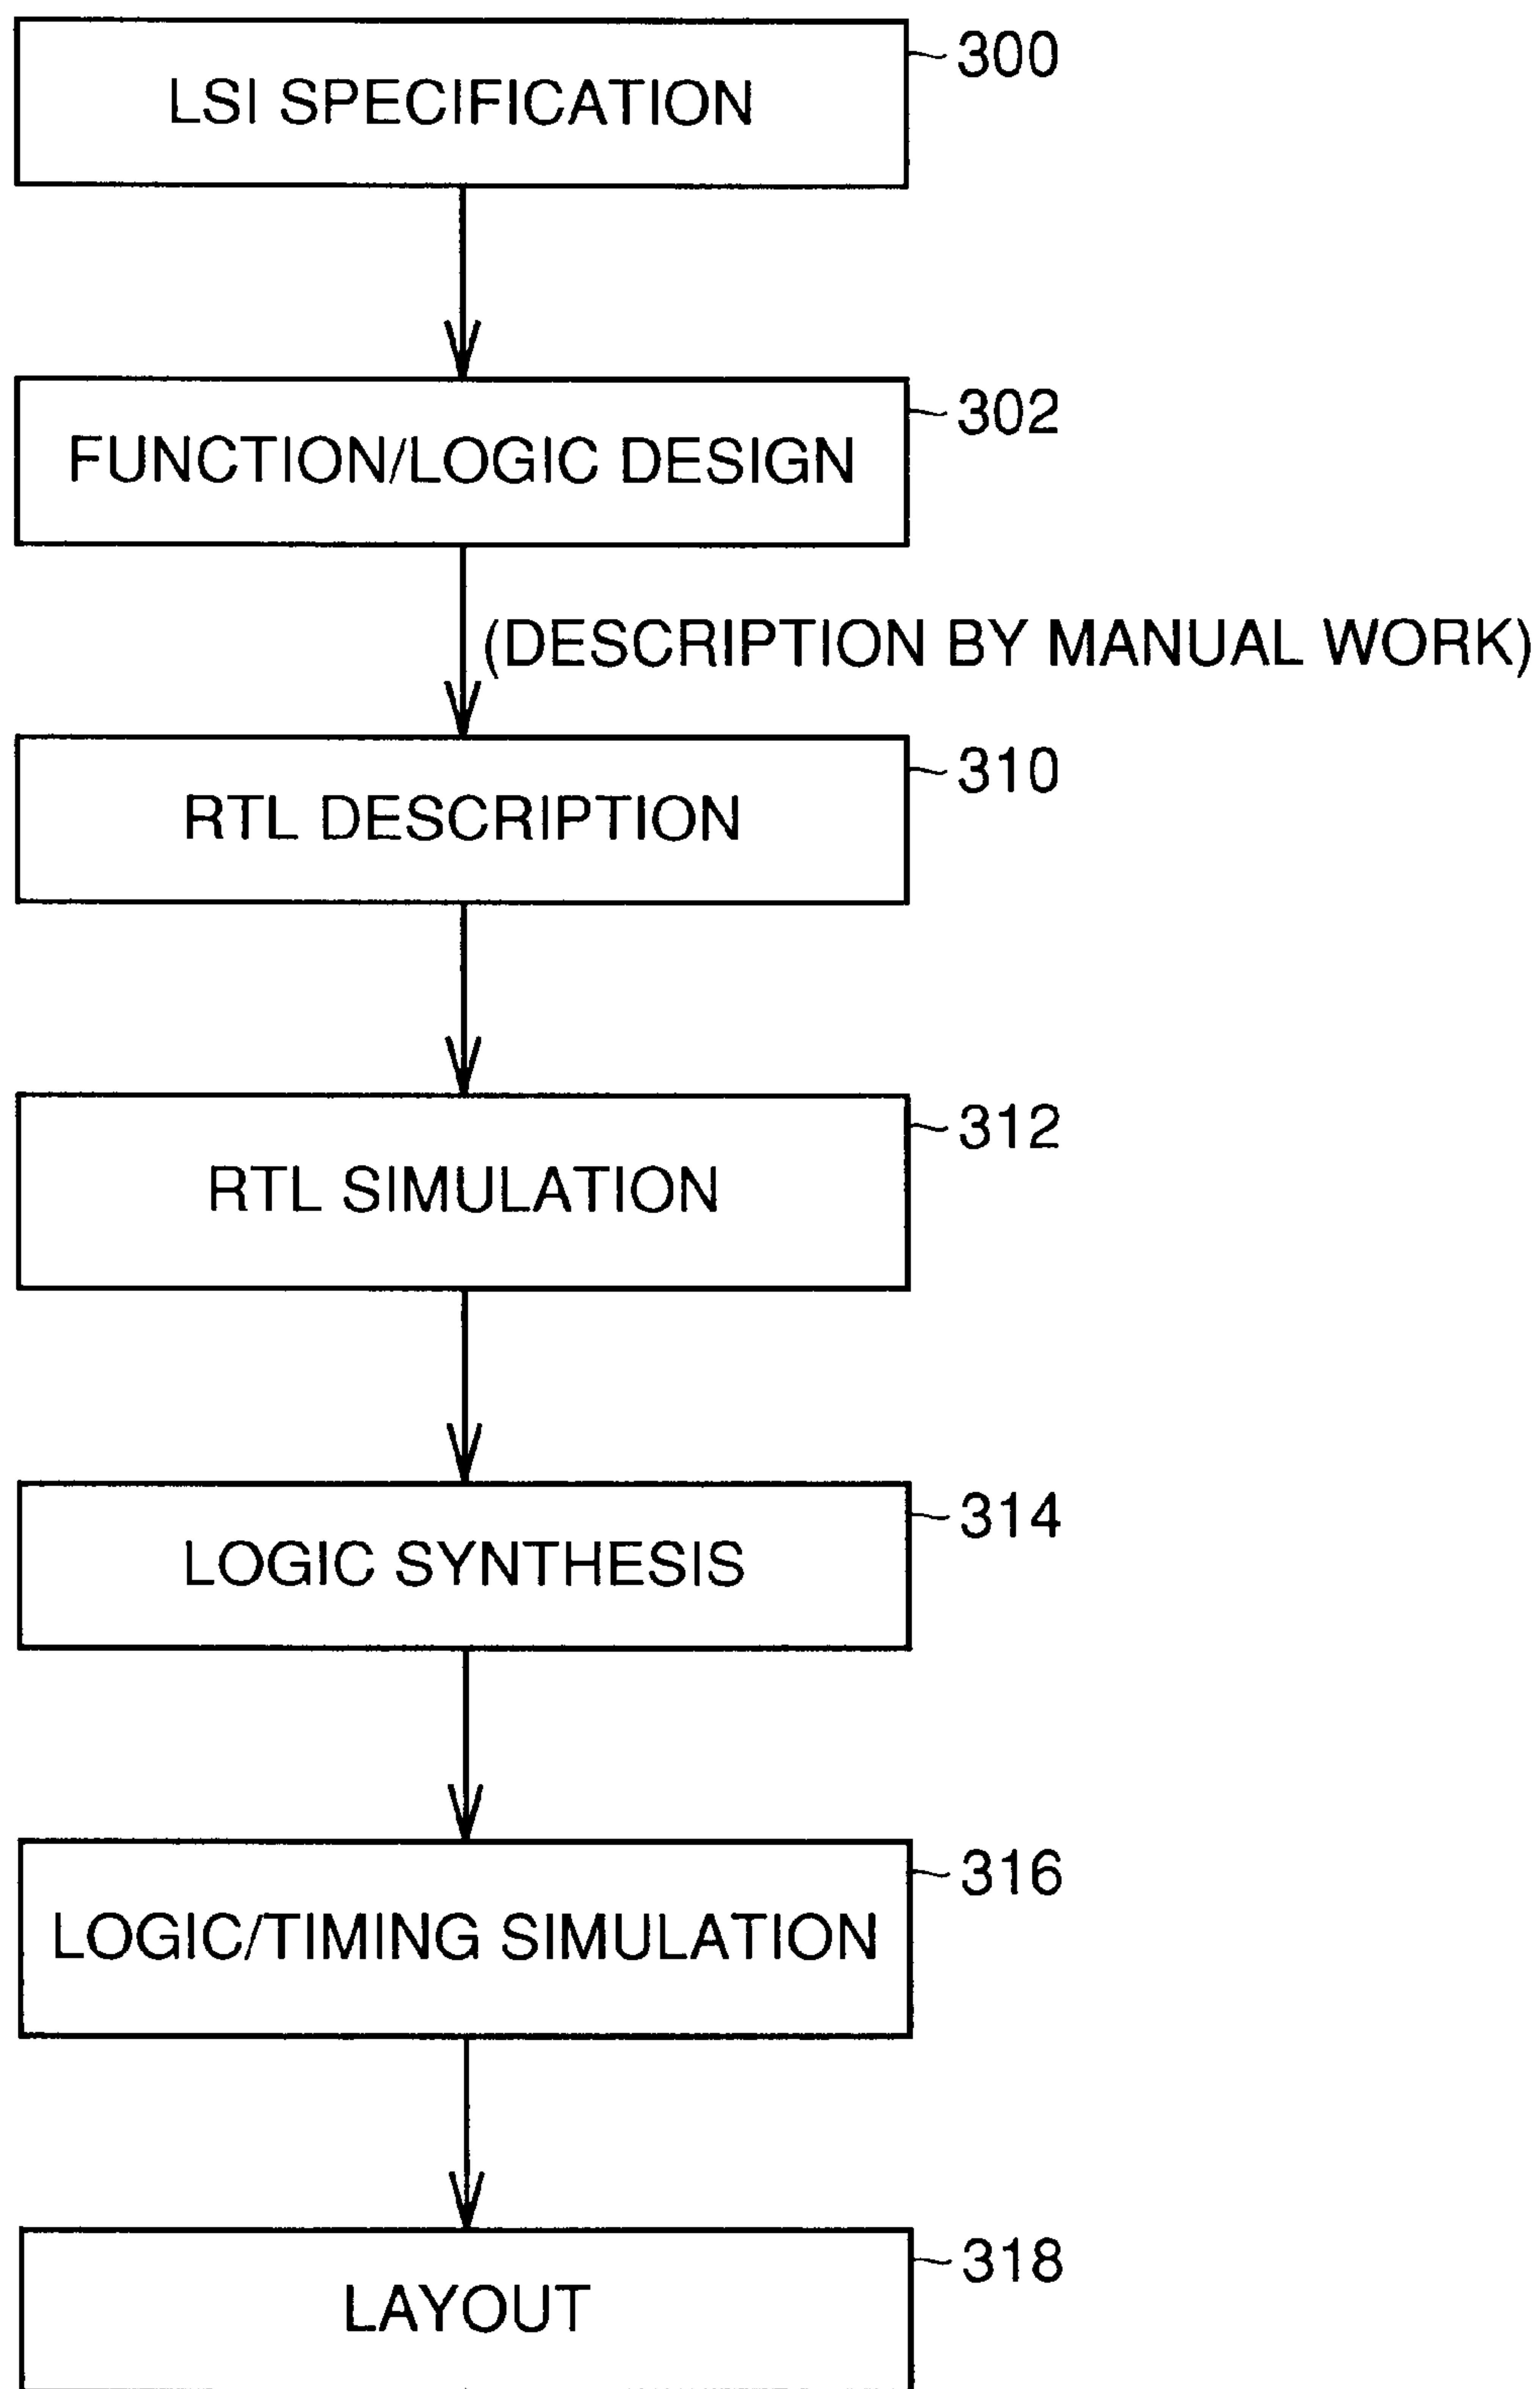 LSI SPECIFICATION
300
FUNCTION/LOGIC DESIGN
302
(DESCRIPTION BY MANUAL WORK)
RTL DESCRIPTION
310
RTL SIMULATION
312
LOGIC SYNTHESIS
314
LOGIC/TIMING SIMULATION
316
LAYOUT
318